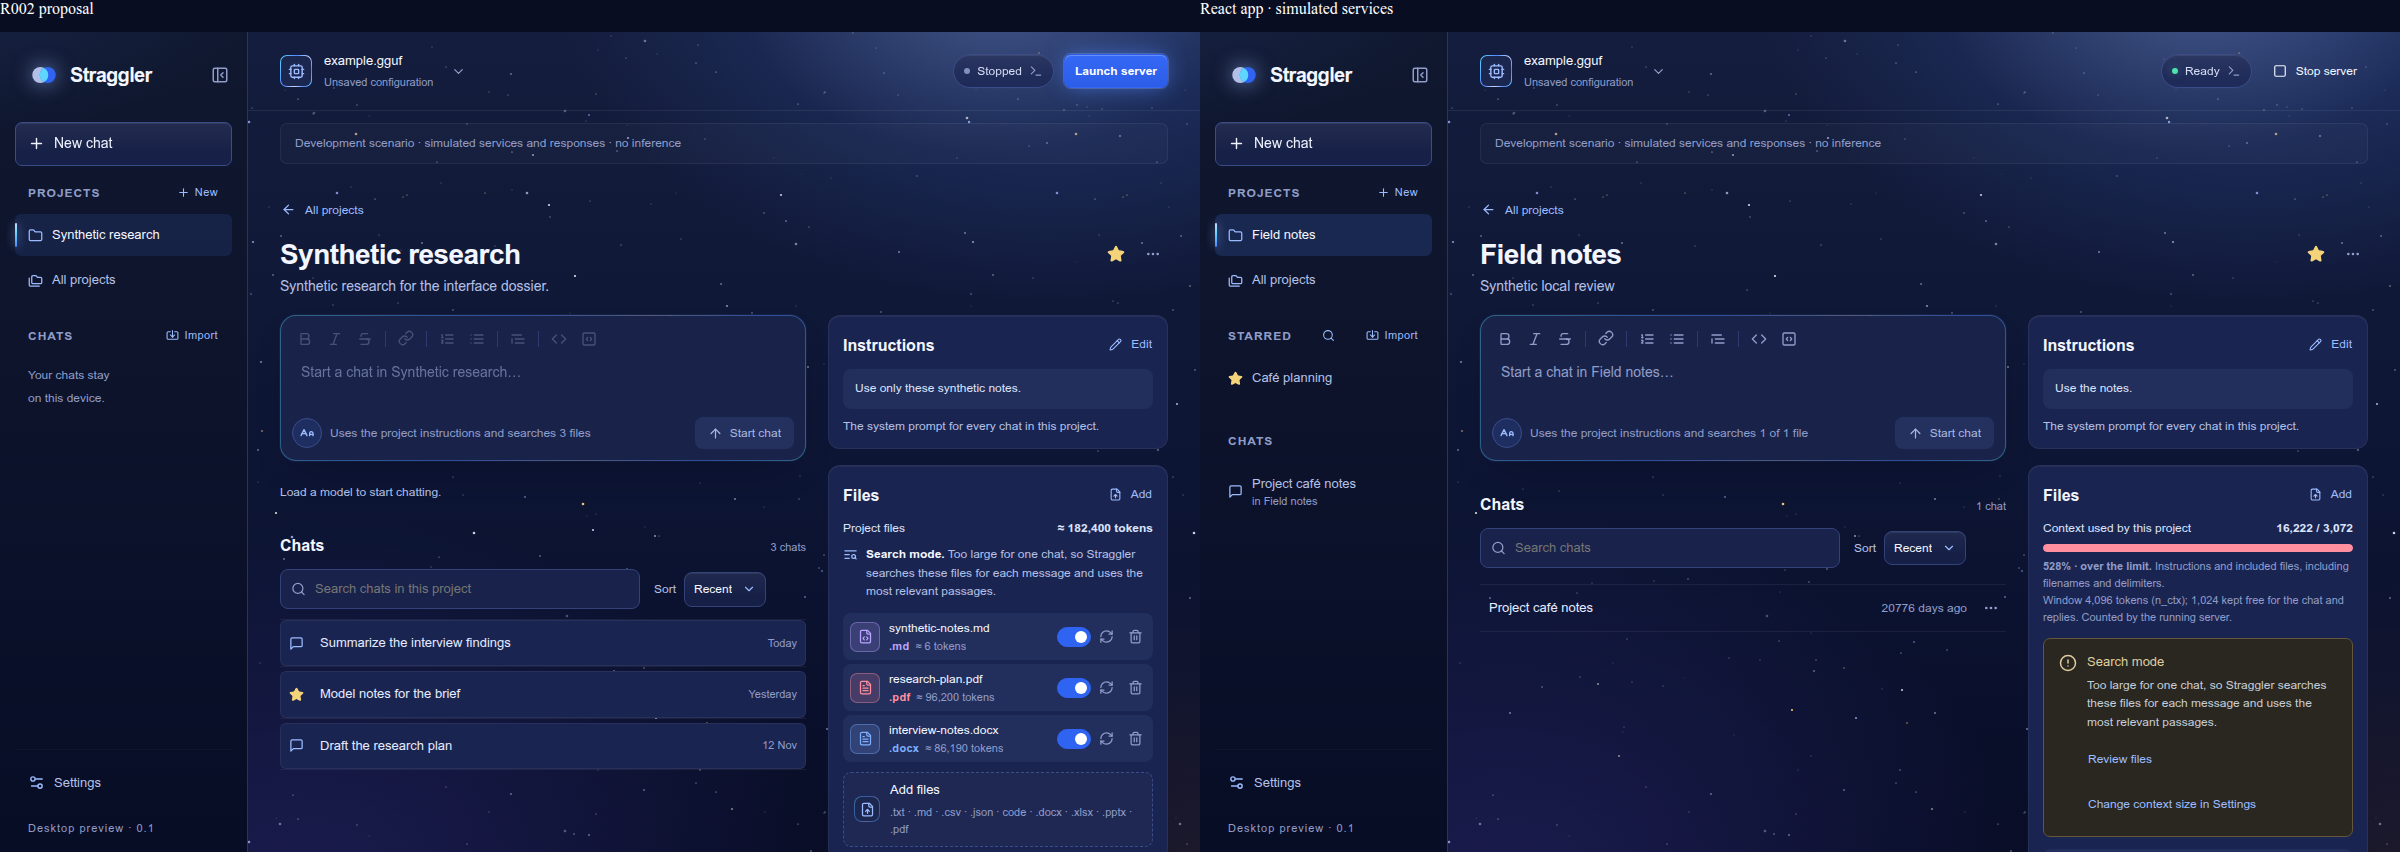 R002 proposal
Straggler
New chat
PROJECTS
New
Synthetic research
All projects
CHATS
Import
Your chats stay
on this device.
Settings
Desktop preview · 0.1
example.gguf
Unsaved configuration
Stopped
Launch server
Development scenario · simulated services and responses · no inference
All projects
Synthetic research
Synthetic research for the interface dossier.
Start a chat in Synthetic research…
Uses the project instructions and searches 3 files
Start chat
Load a model to start chatting.
Chats
3 chats
Search chats in this project
Sort
Recent
Summarize the interview findings
Today
Model notes for the brief
Yesterday
Draft the research plan
12 Nov
Instructions
Edit
Use only these synthetic notes.
The system prompt for every chat in this project.
Files
Add
Project files
≈ 182,400 tokens
Search mode. Too large for one chat, so Straggler
searches these files for each message and uses the
most relevant passages.
synthetic-notes.md
.md ≈ 6 tokens
research-plan.pdf
.pdf ≈ 96,200 tokens
interview-notes.docx
.docx ≈ 86,190 tokens
Add files
.txt · .md · .csv · .json · code · .docx · .xlsx · .pptx ·
.pdf
React app · simulated services
Straggler
New chat
PROJECTS
New
Field notes
All projects
STARRED
Import
Café planning
CHATS
Project café notes
in Field notes
Settings
Desktop preview · 0.1
example.gguf
Unsaved configuration
Ready
Stop server
Development scenario · simulated services and responses · no inference
All projects
Field notes
Synthetic local review
Start a chat in Field notes…
Uses the project instructions and searches 1 of 1 file
Start chat
Chats
1 chat
Search chats
Sort
Recent
Project café notes
20776 days ago
Instructions
Edit
Use the notes.
The system prompt for every chat in this project.
Files
Add
Context used by this project
16,222 / 3,072
528% · over the limit. Instructions and included files, including
filenames and delimiters.
Window 4,096 tokens (n_ctx); 1,024 kept free for the chat and
replies. Counted by the running server.
Search mode
Too large for one chat, so Straggler searches
these files for each message and uses the
most relevant passages.
Review files
Change context size in Settings